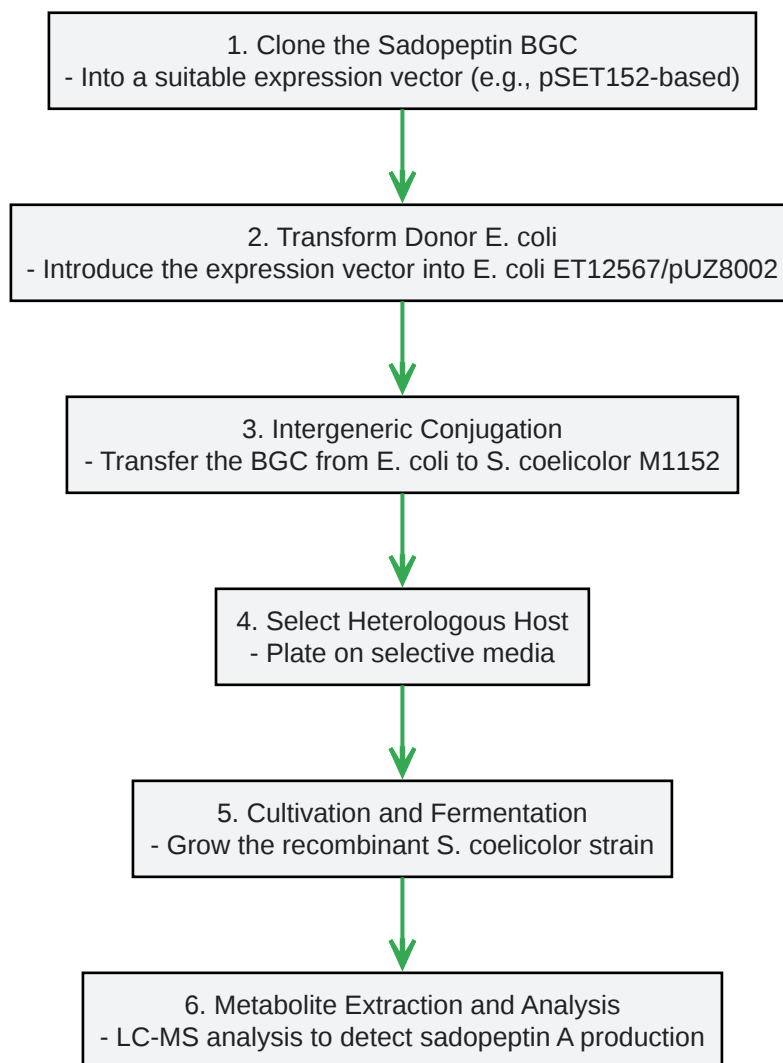 1. Clone the Sadopeptin BGC
- Into a suitable expression vector (e.g., pSET152-based)
2. Transform Donor E. coli
- Introduce the expression vector into E. coli ET12567/pUZ8002
3. Intergeneric Conjugation
- Transfer the BGC from E. coli to S. coelicolor M1152
4. Select Heterologous Host
- Plate on selective media
5. Cultivation and Fermentation
- Grow the recombinant S. coelicolor strain
6. Metabolite Extraction and Analysis
- LC-MS analysis to detect sadopeptin A production